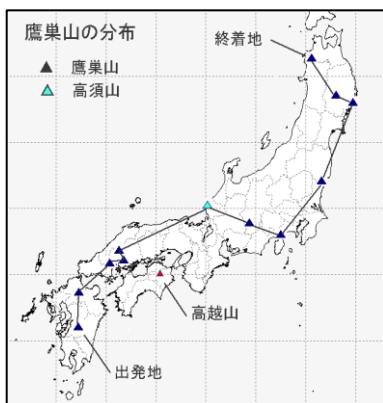 鷹巣山の分布
鷹巣山
高須山
終着地
高越山
出発地